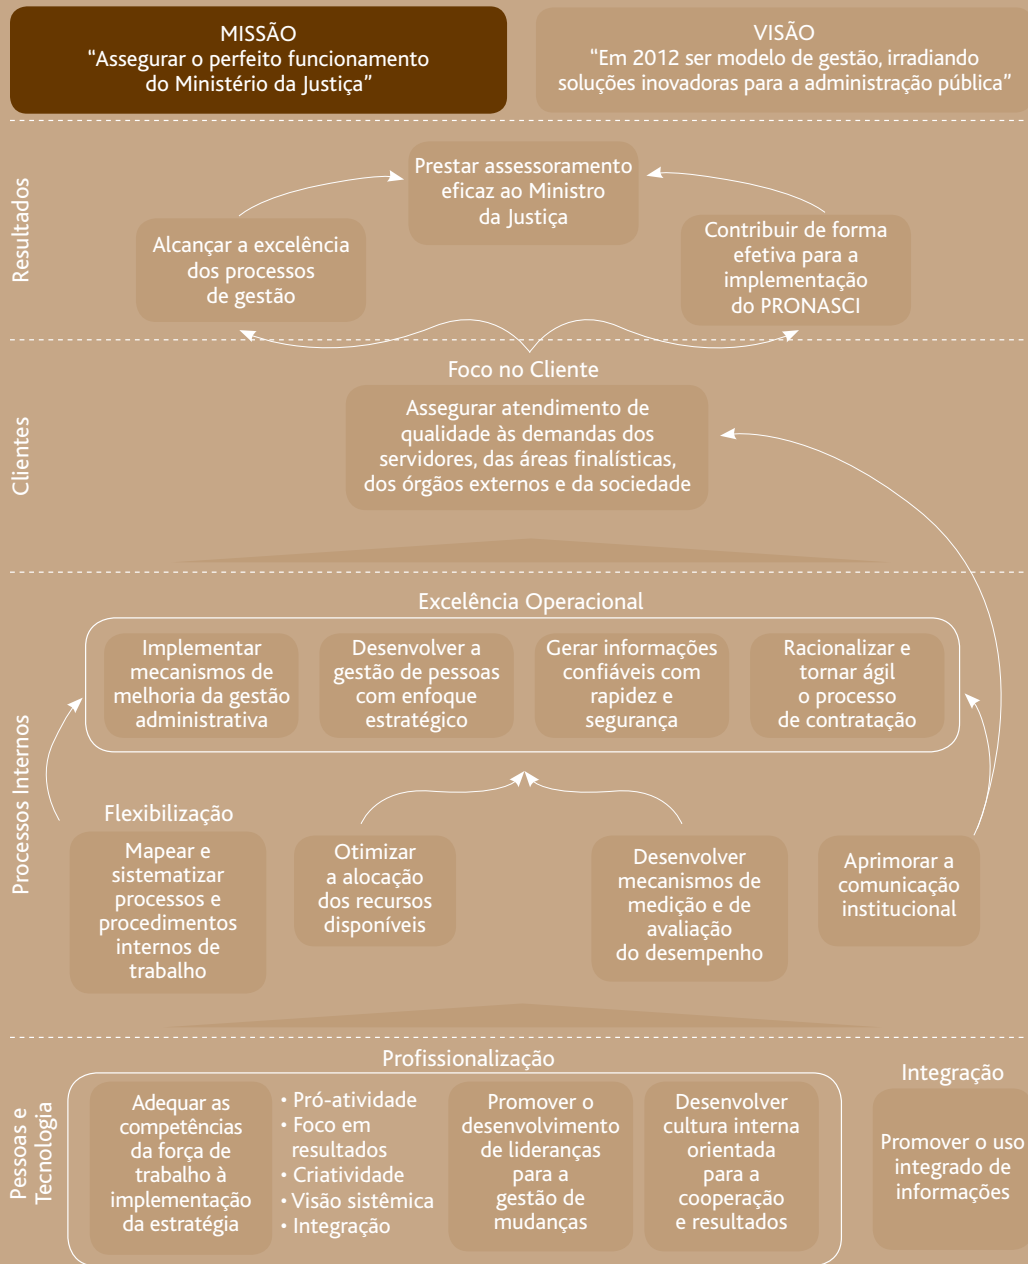 MISSÃO
“Assegurar o perfeito funcionamento
do Ministério da Justiça”
VISÃO
“Em 2012 ser modelo de gestão, irradiando
soluções inovadoras para a administração pública”
Resultados
Prestar assessoramento
eficaz ao Ministro
da Justiça
Alcançar a excelência
dos processos
de gestão
Contribuir de forma
efetiva para a
implementação
do PRONASCI
Clientes
Foco no Cliente
Assegurar atendimento de
qualidade às demandas dos
servidores, das áreas finalísticas,
dos órgãos externos e da sociedade
Processos Internos
Excelência Operacional
Implementar
mecanismos de
melhoria da gestão
administrativa
Desenvolver a
gestão de pessoas
com enfoque
estratégico
Gerar informações
confiáveis com
rapidez e
segurança
Racionalizar e
tornar ágil
o processo
de contratação
Flexibilização
Mapear e
sistematizar
processos e
procedimentos
internos de
trabalho
Otimizar
a alocação
dos recursos
disponíveis
Desenvolver
mecanismos de
medição e de
avaliação
do desempenho
Aprimorar a
comunicação
institucional
Pessoas e
Tecnologia
Profissionalização
Adequar as
competências
da força de
trabalho à
implementação
da estratégia
• Pró-atividade
• Foco em
resultados
• Criatividade
• Visão sistêmica
• Integração
Promover o
desenvolvimento
de lideranças
para a
gestão de
mudanças
Desenvolver
cultura interna
orientada
para a
cooperação
e resultados
Integração
Promover o uso
integrado de
informações